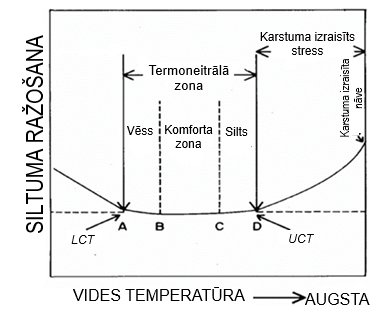 Karstuma izraisīts
stress
Termoneitrālā
zona
Karstuma izraisīta
nāve
Vēss
Komforta
zona
Silts
SILTUMA RAŽOŠANA
A
B
C
D
LCT
UCT
VIDES TEMPERATŪRA
AUGSTA